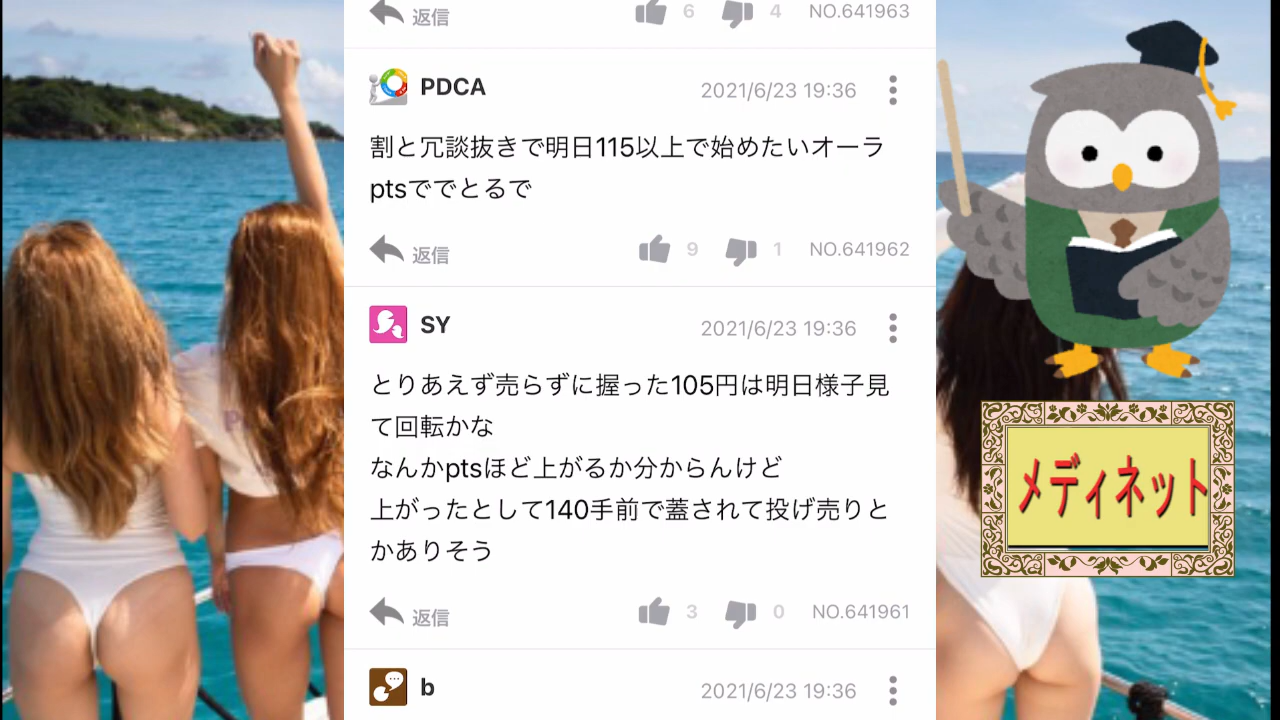 返信
6
4
NO.641963
PDCA
2021/6/23 19:36
割と冗談抜きで明日115以上で始めたいオーラ
ptsででとるで
返信
9
1
NO.641962
SY
2021/6/23 19:36
とりあえず売らずに握った105円は明日様子見
て回転かな
なんかptsほど上がるか分からんけど
上がったとして140手前で蓋されて投げ売りと
かありそう
返信
3
0
NO.641961
b
2021/6/23 19:36
メディネット